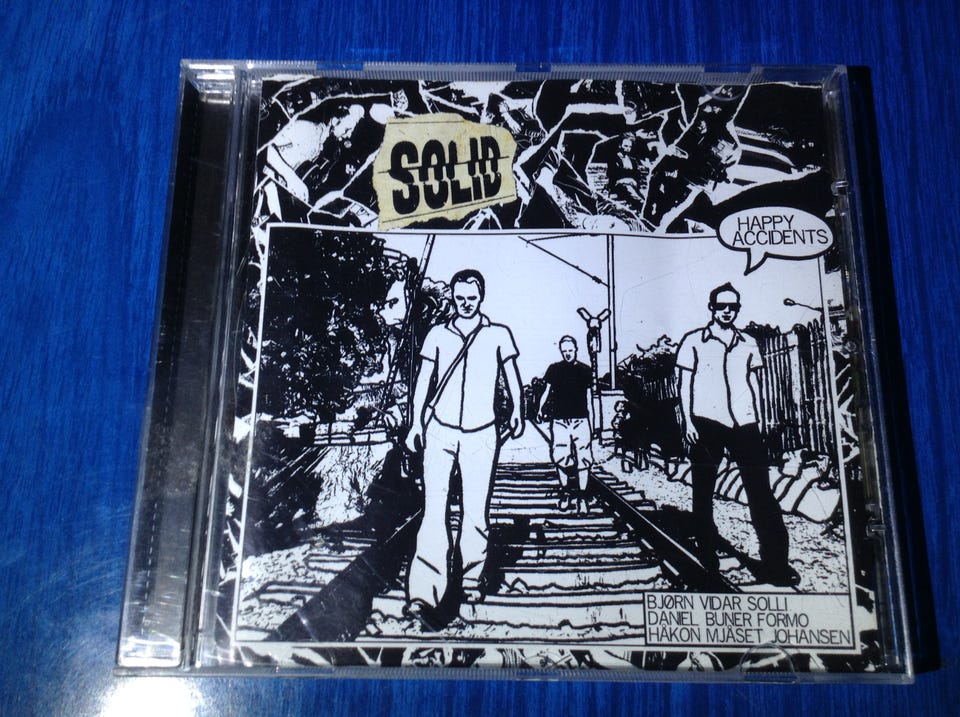 SOLID
HAPPY
ACCIDENTS
BJØRN VIDAR SOLLI
DANIEL BUNER FORMO
HÅKON MJÅSET JOHANSEN